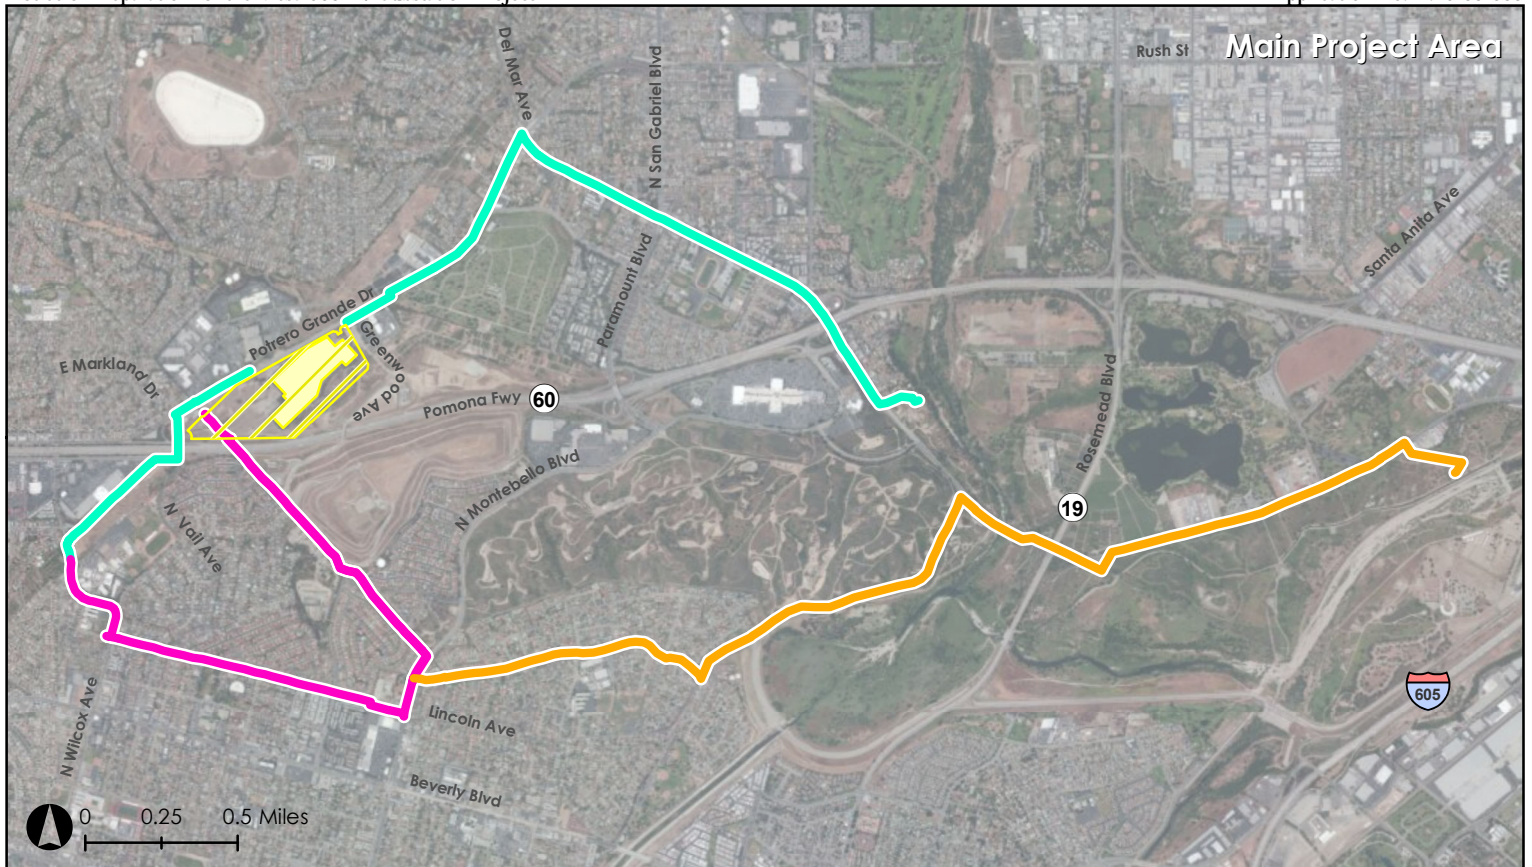 Main Project Area
Rush St
Del Mar Ave
N San Gabriel Blvd
Santa Anita Ave
Paramount Blvd
Potrero Grande Dr
Greenwood Ave
E Markland Dr
Pomona Fwy
60
Rosemead Blvd
N Montebello Blvd
19
N Vail Ave
605
N Wilcox Ave
Lincoln Ave
Beverly Blvd
0 0.25 0.5 Miles